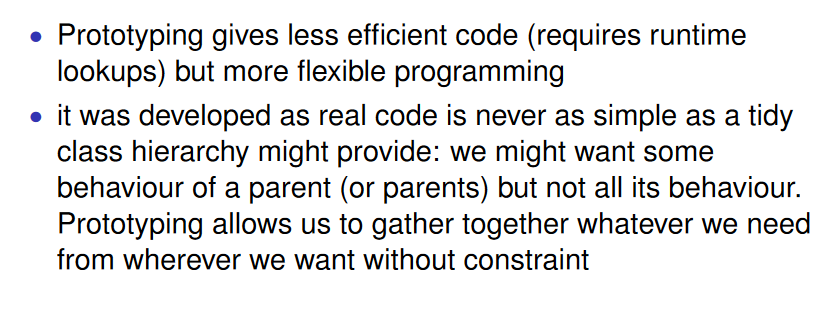 • Prototyping gives less efficient code (requires runtime
lookups) but more flexible programming
• it was developed as real code is never as simple as a tidy
class hierarchy might provide: we might want some
behaviour of a parent (or parents) but not all its behaviour.
Prototyping allows us to gather together whatever we need
from wherever we want without constraint